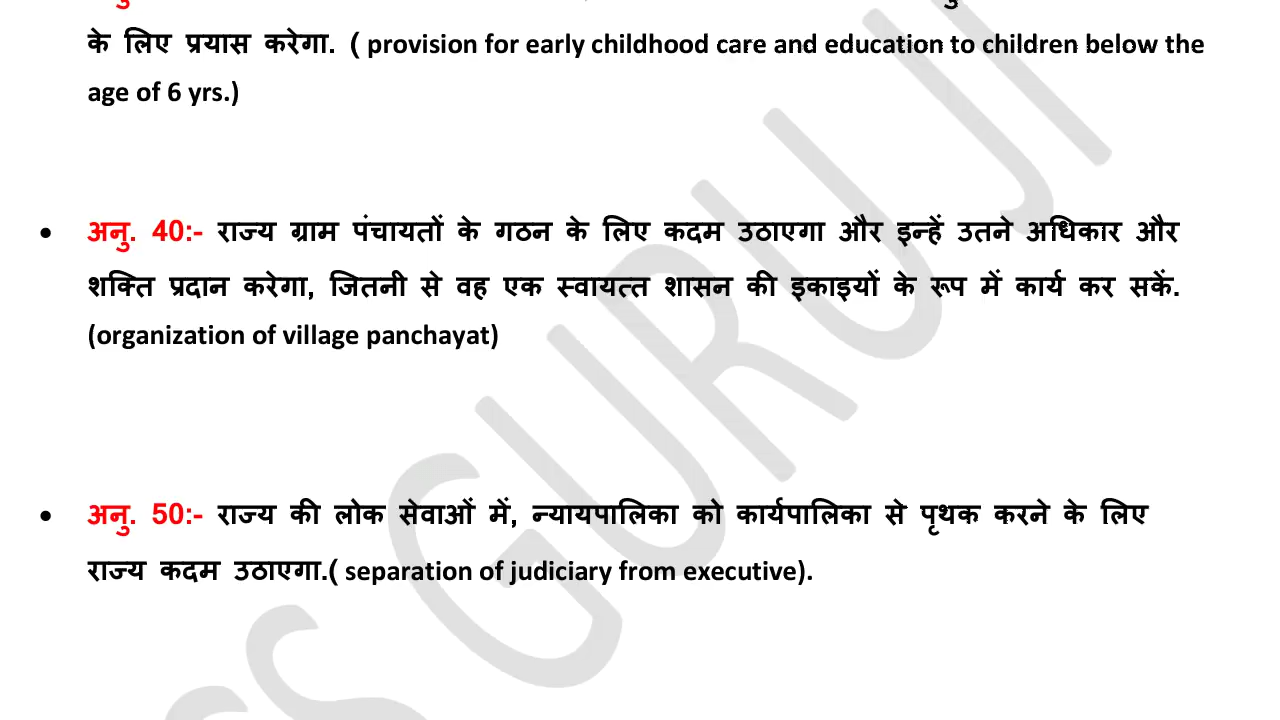 के लिए प्रयास करेगा. ( provision for early childhood care and education to children below the
age of 6 yrs.)
• अनु. 40:- राज्य ग्राम पंचायतों के गठन के लिए कदम उठाएगा और इन्हें उतने अधिकार और
शक्ति प्रदान करेगा, जितनी से वह एक स्वायत्त शासन की इकाइयों के रूप में कार्य कर सकें.
(organization of village panchayat)
• अनु. 50:- राज्य की लोक सेवाओं में, न्यायपालिका को कार्यपालिका से पृथक करने के लिए
राज्य कदम उठाएगा.( separation of judiciary from executive).
GURU JI